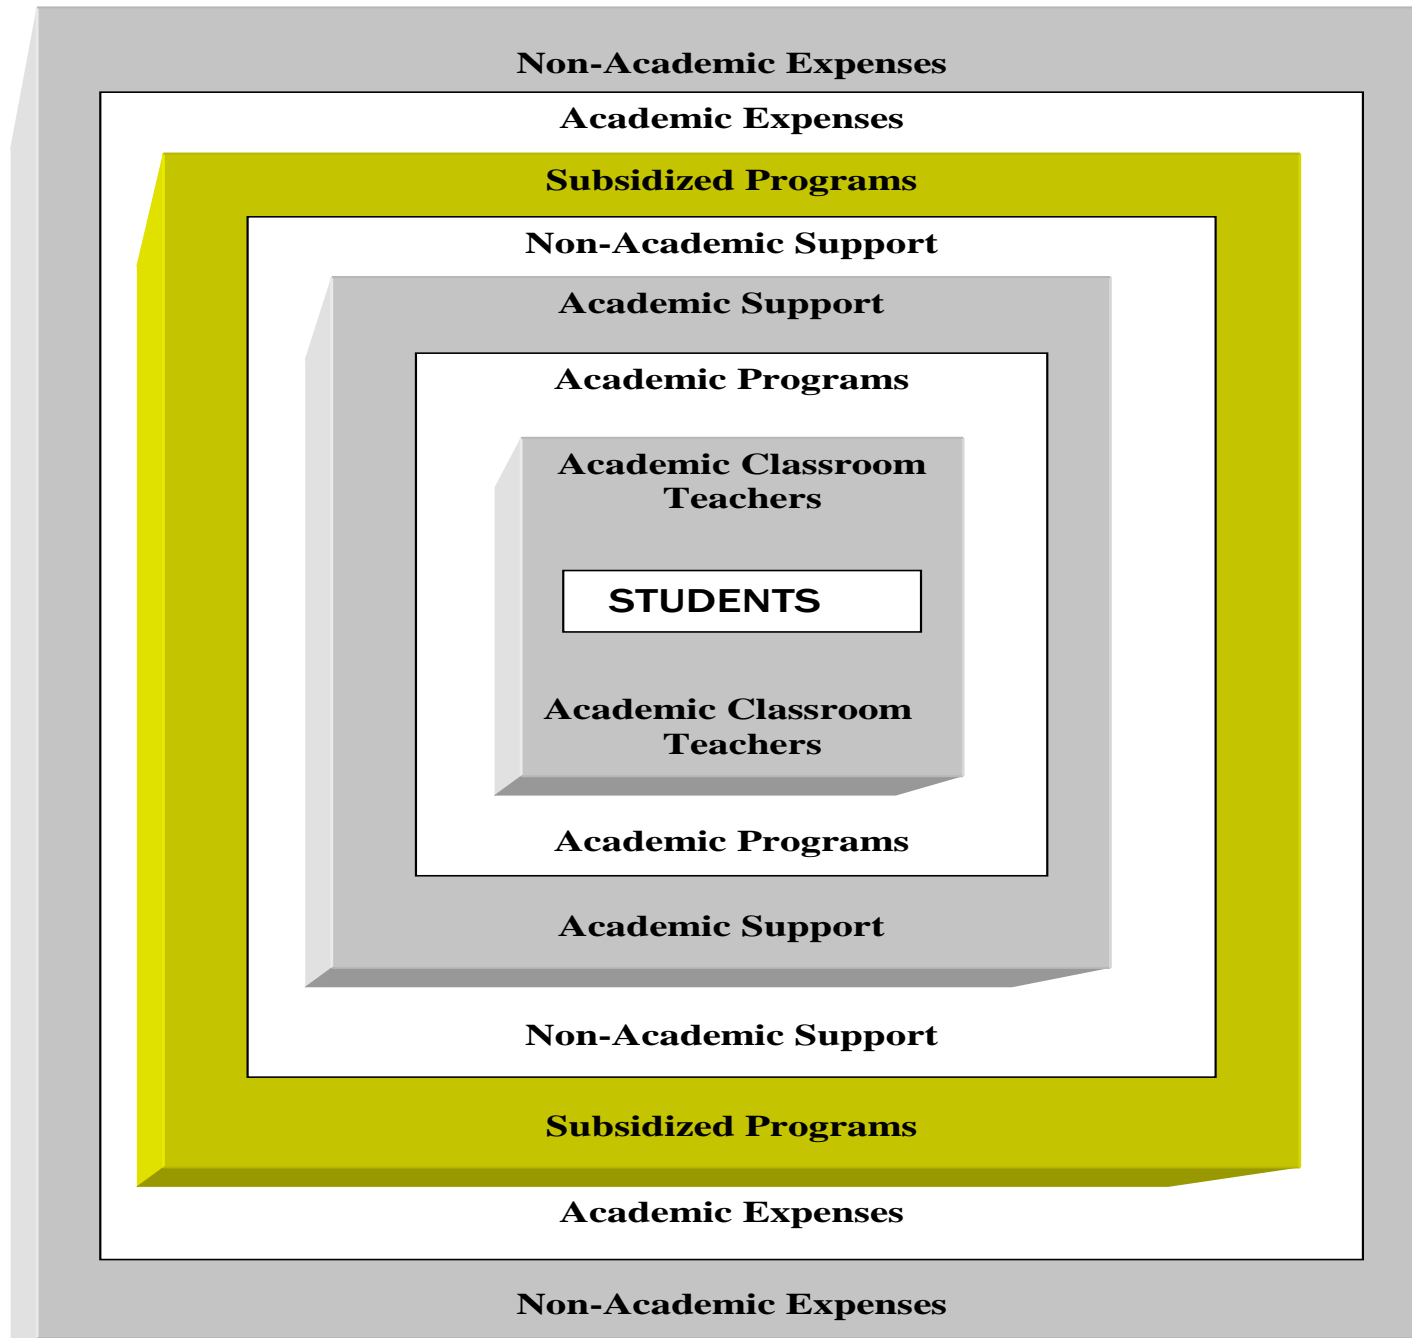 Non-Academic Expenses
Academic Expenses
Subsidized Programs
Non-Academic Support
Academic Support
Academic Programs
Academic Classroom
Teachers
STUDENTS
Academic Classroom
Teachers
Academic Programs
Academic Support
Non-Academic Support
Subsidized Programs
Academic Expenses
Non-Academic Expenses